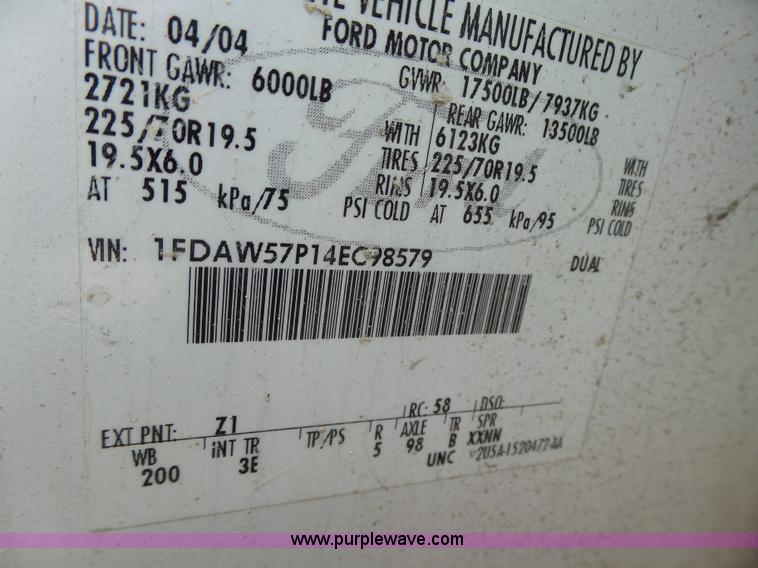 VEHICLE MANUFACTURED BY
DATE: 04/04 FORD MOTOR COMPANY
FRONT GAWR: 6000LB GVWR: 17500LB/ 7937KG
2721KG REAR GAWR: 13500LB
225/70R19.5 WITH 6123KG WITH
19.5X6.0 TIRES 225/70R19.5 TIRES
RIMS 19.5X6.0 RIMS
AT 515 kPa/75 PSI COLD AT 655 kPa/95 PSI COLD
VIN: 1FDAW57P14EC98579 DUAL
EXT PNT: Z1 RC: 58 DSO:
WB INT TR TP/PS R AXLE TR SPR
200 3E 5 98 B XXNN
UNC 2U5A-1520472-AA
www.purplewave.com